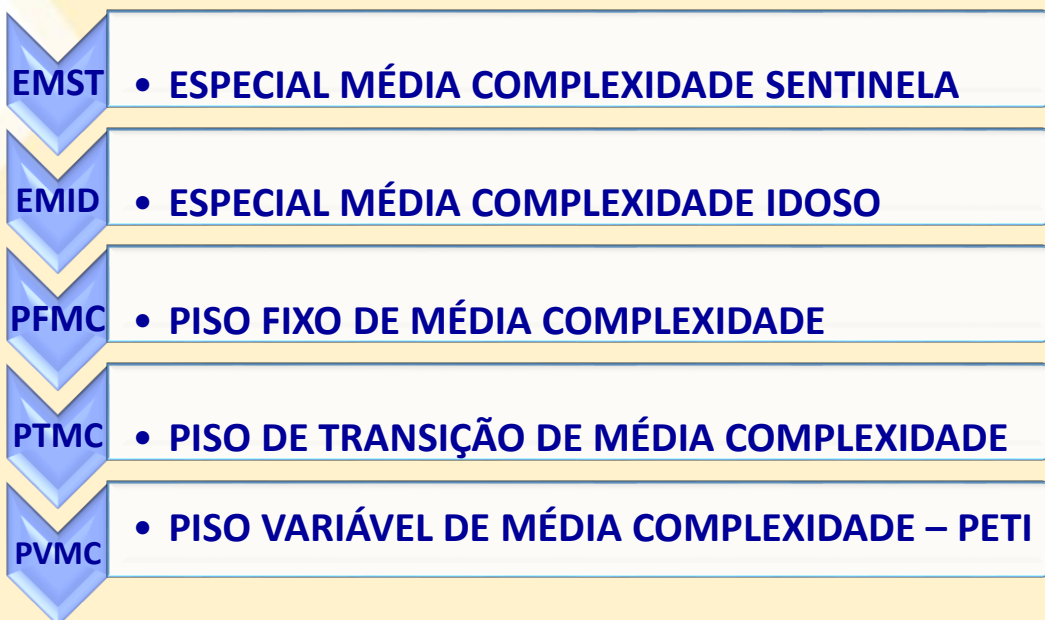 EMST • ESPECIAL MÉDIA COMPLEXIDADE SENTINELA
EMID • ESPECIAL MÉDIA COMPLEXIDADE IDOSO
PFMC • PISO FIXO DE MÉDIA COMPLEXIDADE
PTMC • PISO DE TRANSIÇÃO DE MÉDIA COMPLEXIDADE
PVMC • PISO VARIÁVEL DE MÉDIA COMPLEXIDADE – PETI